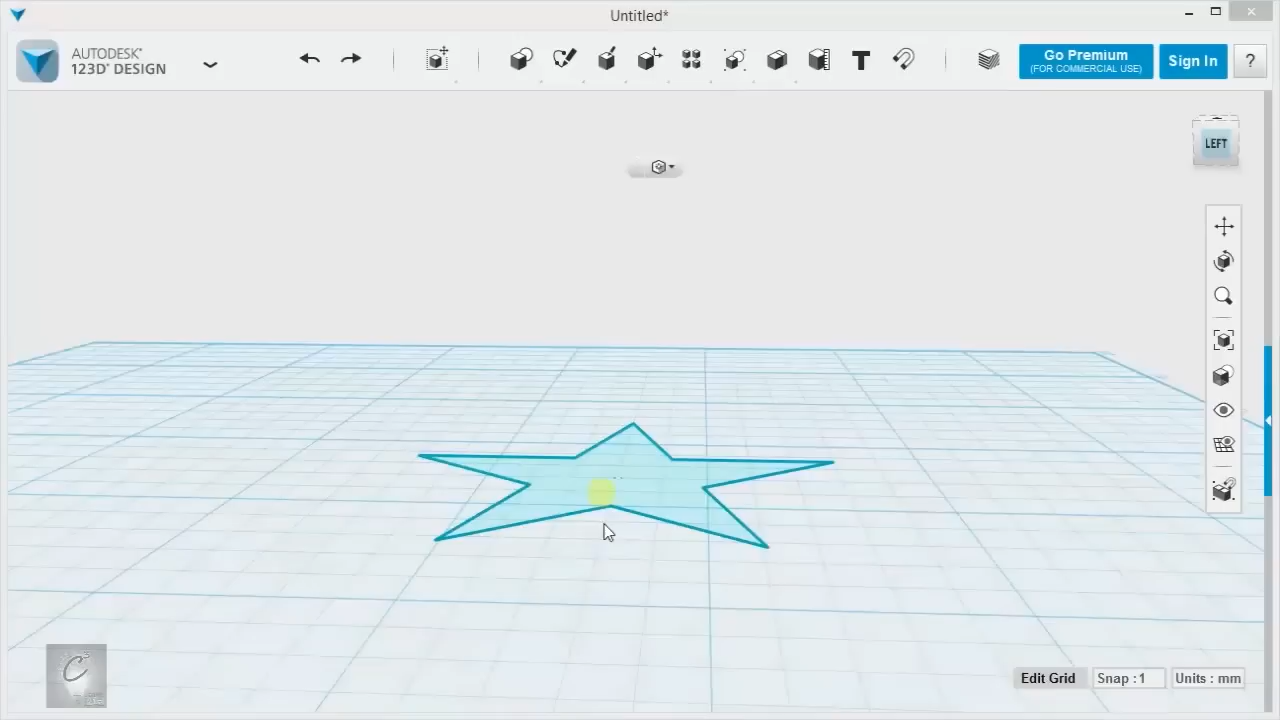 Untitled*
AUTODESK®
123D® DESIGN
Go Premium
(FOR COMMERCIAL USE)
Sign In
?
LEFT
Edit Grid
Snap : 1
Units : mm